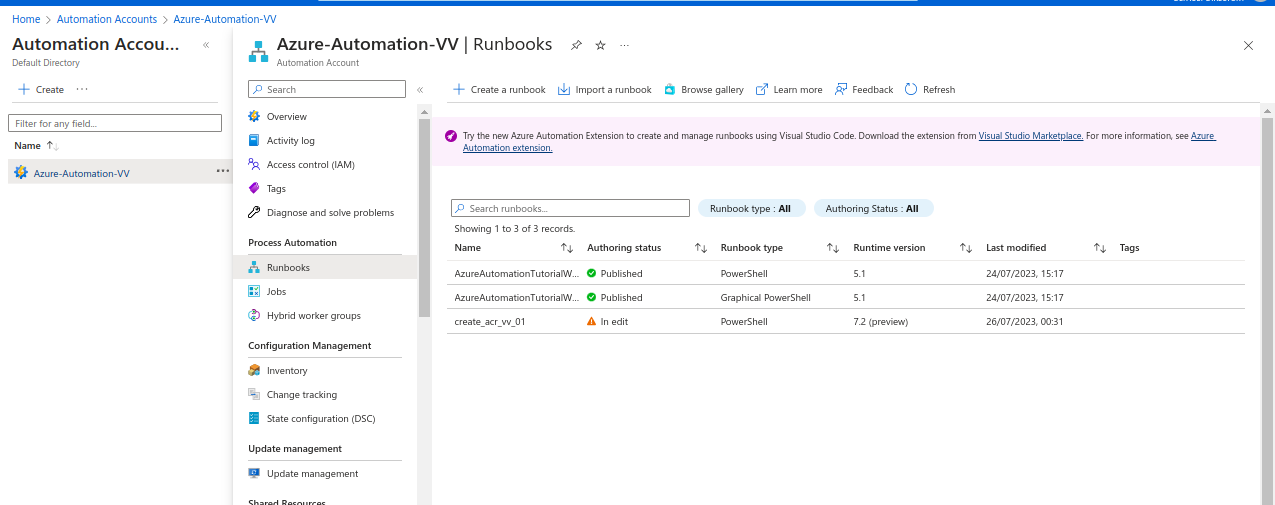 Home > Automation Accounts > Azure-Automation-VV
Automation Accou...
Default Directory
Create
Filter for any field...
Name
Azure-Automation-VV
Azure-Automation-VV | Runbooks
Automation Account
Search
Overview
Activity log
Access control (IAM)
Tags
Diagnose and solve problems
Process Automation
Runbooks
Jobs
Hybrid worker groups
Configuration Management
Inventory
Change tracking
State configuration (DSC)
Update management
Update management
Shared Resources
Create a runbook Import a runbook Browse gallery Learn more Feedback Refresh
Try the new Azure Automation Extension to create and manage runbooks using Visual Studio Code. Download the extension from Visual Studio Marketplace. For more information, see Azure
Automation extension.
Search runbooks...
Runbook type : All
Authoring Status : All
Showing 1 to 3 of 3 records.
Name Authoring status Runbook type Runtime version Last modified Tags
AzureAutomationTutorialW... Published PowerShell 5.1 24/07/2023, 15:17
AzureAutomationTutorialW... Published Graphical PowerShell 5.1 24/07/2023, 15:17
create_acr_vv_01 In edit PowerShell 7.2 (preview) 26/07/2023, 00:31